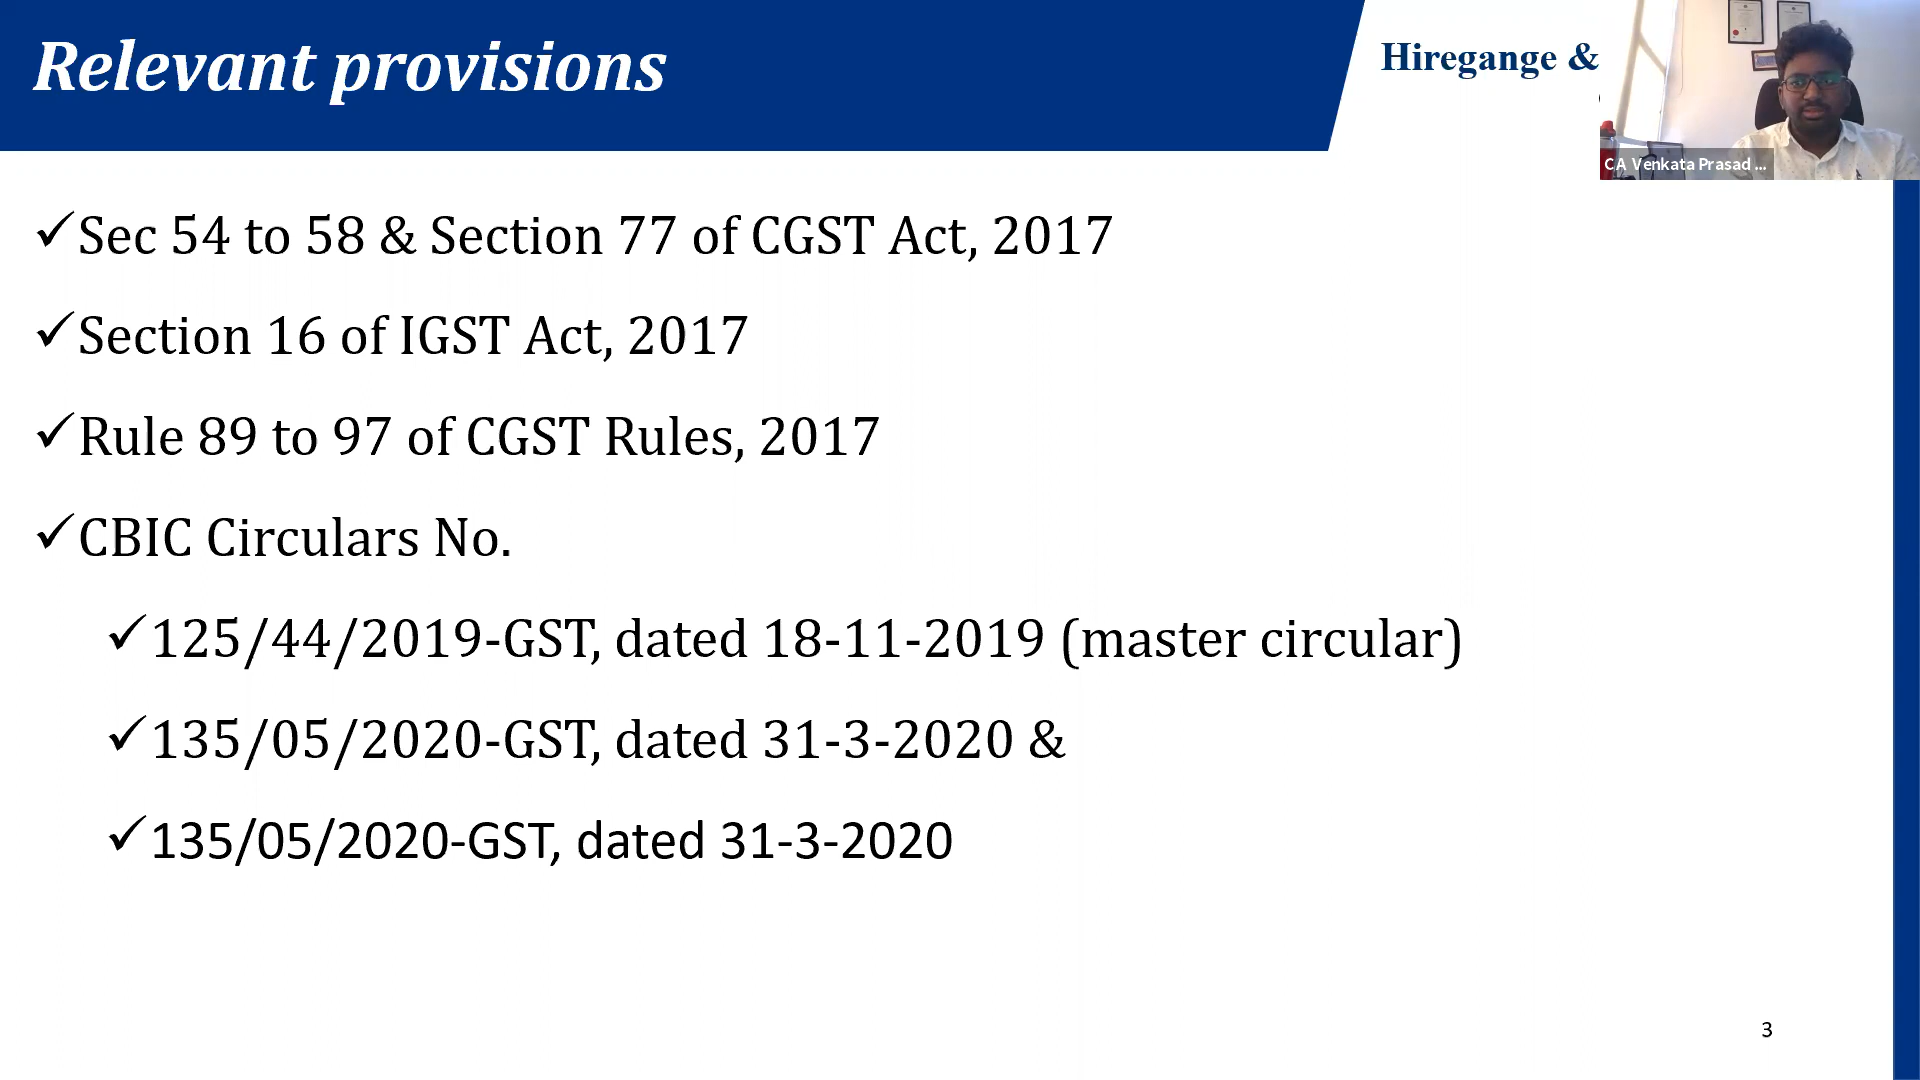 Relevant provisions
Hiregange &
CA Venkata Prasad ...
✓Sec 54 to 58 & Section 77 of CGST Act, 2017
✓Section 16 of IGST Act, 2017
✓Rule 89 to 97 of CGST Rules, 2017
✓CBIC Circulars No.
✓125/44/2019-GST, dated 18-11-2019 (master circular)
✓135/05/2020-GST, dated 31-3-2020 &
✓135/05/2020-GST, dated 31-3-2020
3